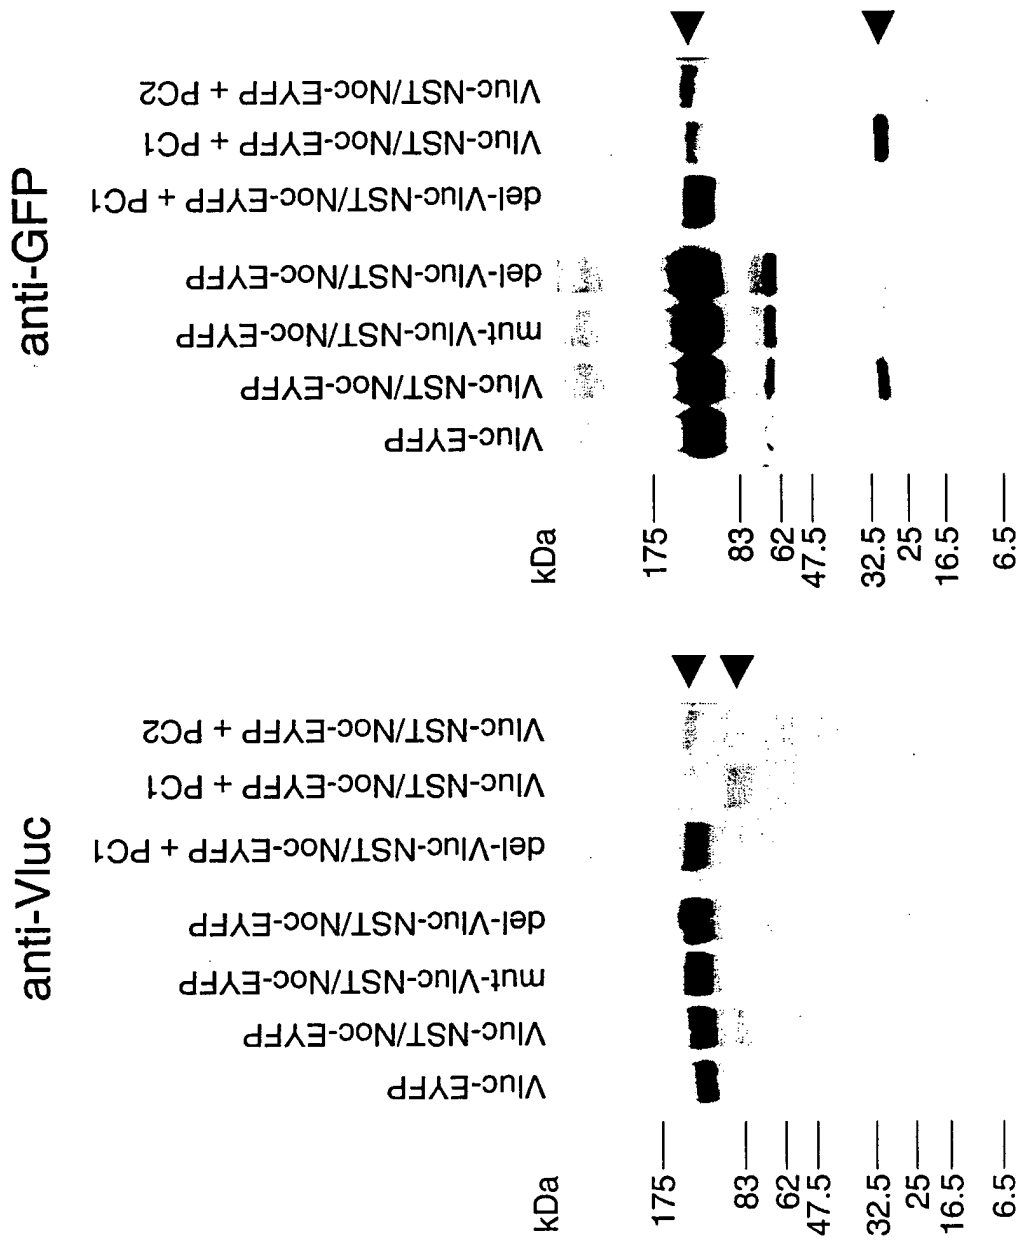 anti-Vluc
kDa
175
83
62
47.5
32.5
25
16.5
6.5
Vluc-EYFP
Vluc-NST/Noc-EYFP
mut-Vluc-NST/Noc-EYFP
del-Vluc-NST/Noc-EYFP
del-Vluc-NST/Noc-EYFP + PC1
Vluc-NST/Noc-EYFP + PC1
Vluc-NST/Noc-EYFP + PC2
anti-GFP
kDa
175
83
62
47.5
32.5
25
16.5
6.5
Vluc-EYFP
Vluc-NST/Noc-EYFP
mut-Vluc-NST/Noc-EYFP
del-Vluc-NST/Noc-EYFP
del-Vluc-NST/Noc-EYFP + PC1
Vluc-NST/Noc-EYFP + PC1
Vluc-NST/Noc-EYFP + PC2